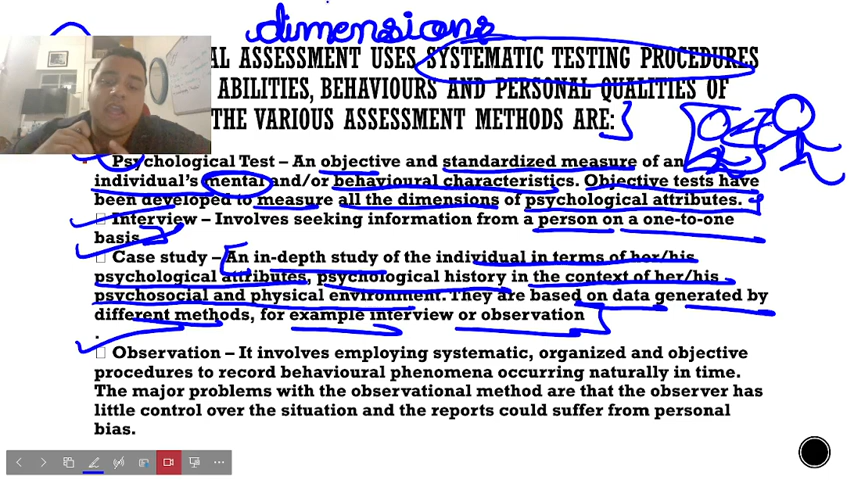 dimensions
AL ASSESSMENT USES SYSTEMATIC TESTING PROCEDURES
ABILITIES, BEHAVIOURS AND PERSONAL QUALITIES OF
THE VARIOUS ASSESSMENT METHODS ARE:
Psychological Test – An objective and standardized measure of an
individual's mental and/or behavioural characteristics. Objective tests have
been developed to measure all the dimensions of psychological attributes.
Interview – Involves seeking information from a person on a one-to-one
basis
Case study – An in-depth study of the individual in terms of her/his
psychological attributes, psychological history in the context of her/his
psychosocial and physical environment. They are based on data generated by
different methods, for example interview or observation
.
Observation – It involves employing systematic, organized and objective
procedures to record behavioural phenomena occurring naturally in time.
The major problems with the observational method are that the observer has
little control over the situation and the reports could suffer from personal
bias.